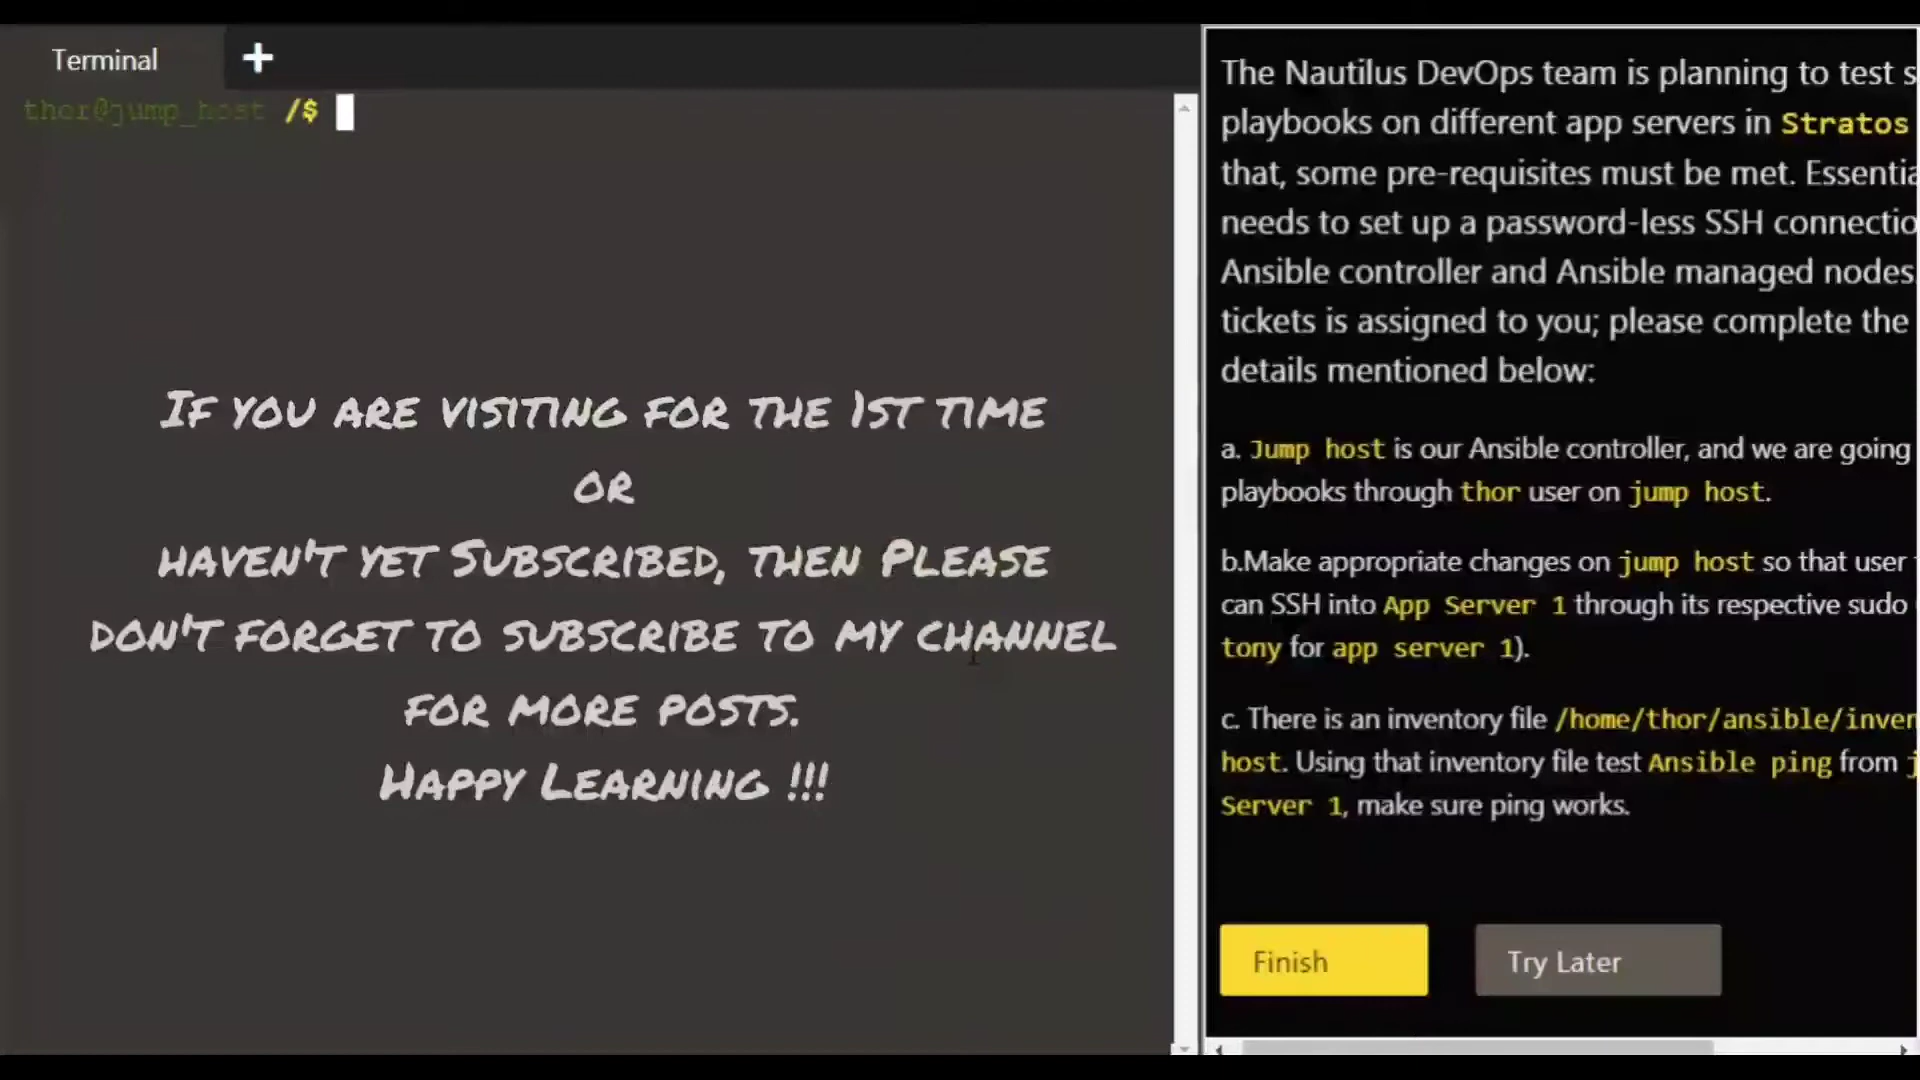 Terminal +
thor@jump_host /$
If you are visiting for the 1st time
or
haven't yet Subscribed, then Please
don't forget to subscribe to my channel
for more posts.
Happy Learning !!!
The Nautilus DevOps team is planning to test s
playbooks on different app servers in Stratos
that, some pre-requisites must be met. Essentia
needs to set up a password-less SSH connectio
Ansible controller and Ansible managed nodes.
tickets is assigned to you; please complete the
details mentioned below:
a. Jump host is our Ansible controller, and we are going
playbooks through thor user on jump host.
b.Make appropriate changes on jump host so that user
can SSH into App Server 1 through its respective sudo
tony for app server 1).
c. There is an inventory file /home/thor/ansible/inven
host. Using that inventory file test Ansible ping from j
Server 1, make sure ping works.
Finish
Try Later